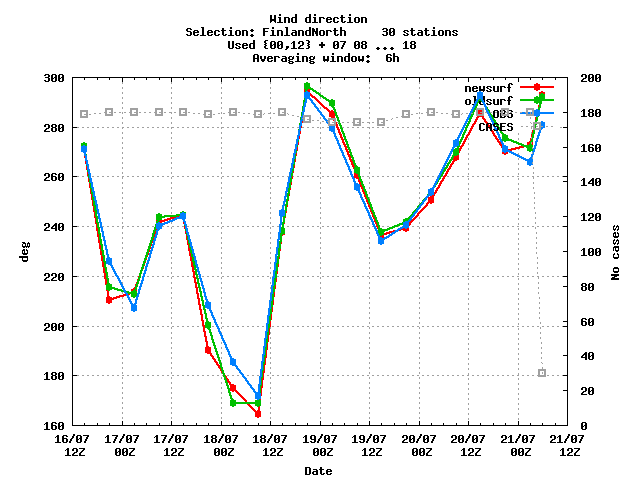 Wind direction
Selection: FinlandNorth     30 stations
Used {00,12} + 07 08 ... 18
Averaging window:  6h
300
280
260
240
220
200
180
160
deg
200
180
160
140
120
100
80
60
40
20
0
No cases
newsurf
oldsurf
OBS
CASES
16/07 17/07 17/07 18/07 18/07 19/07 19/07 20/07 20/07 21/07 21/07
12Z 00Z 12Z 00Z 12Z 00Z 12Z 00Z 12Z 00Z 12Z
Date